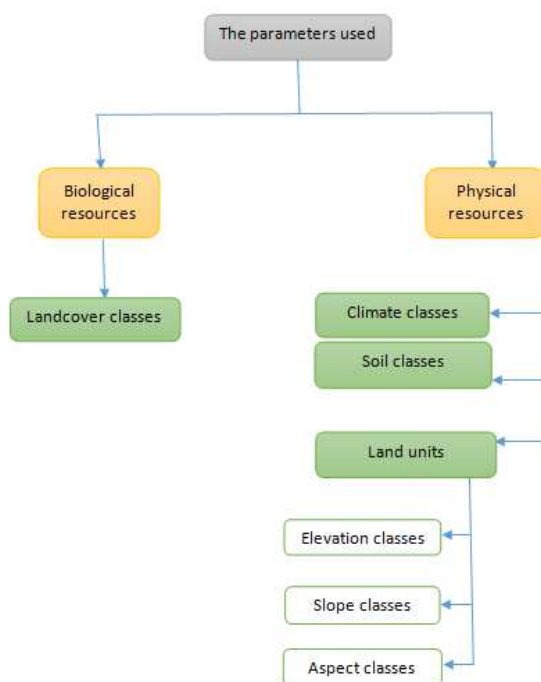 The parameters used
Biological
resources
Physical
resources
Landcover classes
Climate classes
Soil classes
Land units
Elevation classes
Slope classes
Aspect classes